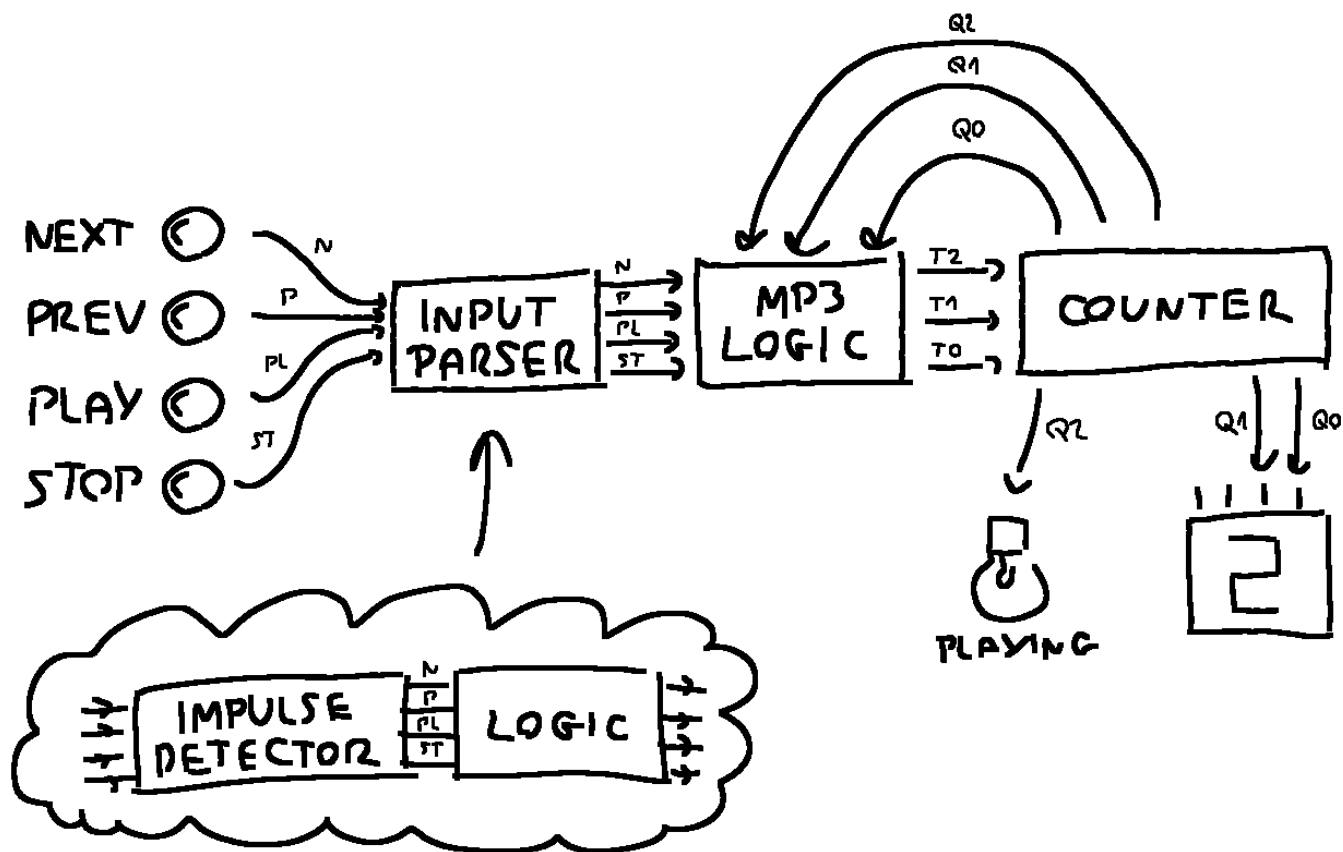 Q2
Q1
Q0
NEXT
N
PREV
P
PLAY
PL
STOP
ST
INPUT
PARSER
N
P
PL
ST
MP3
LOGIC
T2
T1
T0
COUNTER
Q2
Q1
Q0
PLAYING
2
IMPULSE
DETECTOR
N
P
PL
ST
LOGIC